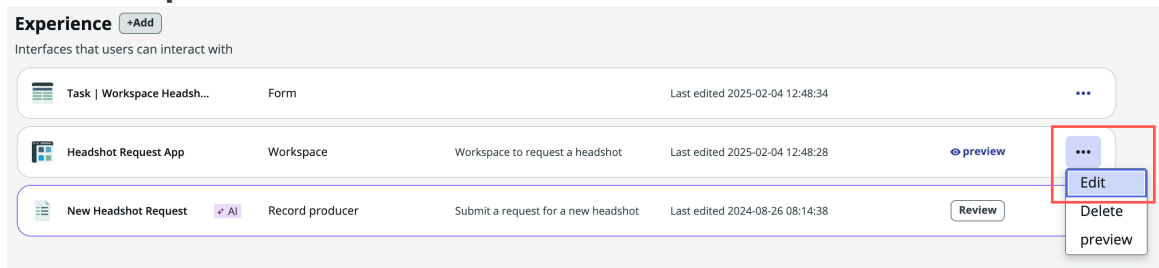 Experience +Add
Interfaces that users can interact with
Task | Workspace Headsh... Form Last edited 2025-02-04 12:48:34
Headshot Request App Workspace Workspace to request a headshot Last edited 2025-02-04 12:48:28 preview
Edit
New Headshot Request AI Record producer Submit a request for a new headshot Last edited 2024-08-26 08:14:38 Review Delete
preview